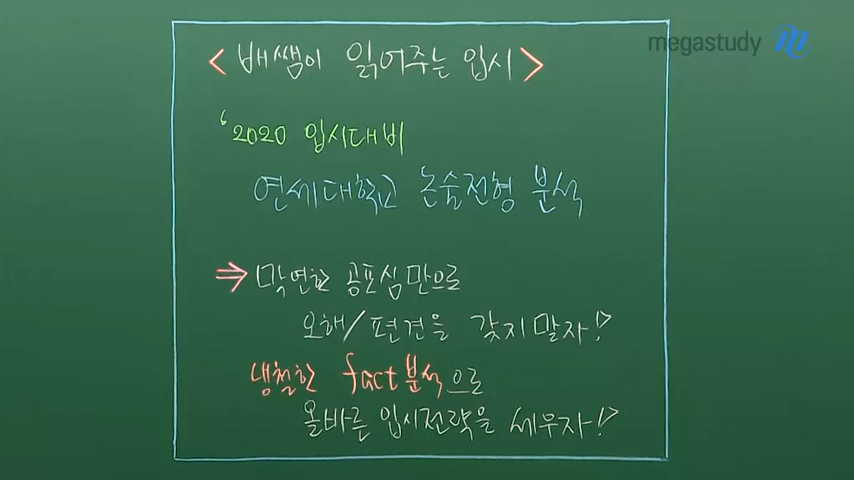 <배쌤이 읽어주는 입시>
megastudy
'2020 입시대비
연세대학교 논술전형 분석
⇒ 막연한 공포심만으로
오해/편견을 갖지말자!
냉철한 fact분석으로
올바른 입시전략을 세우자!